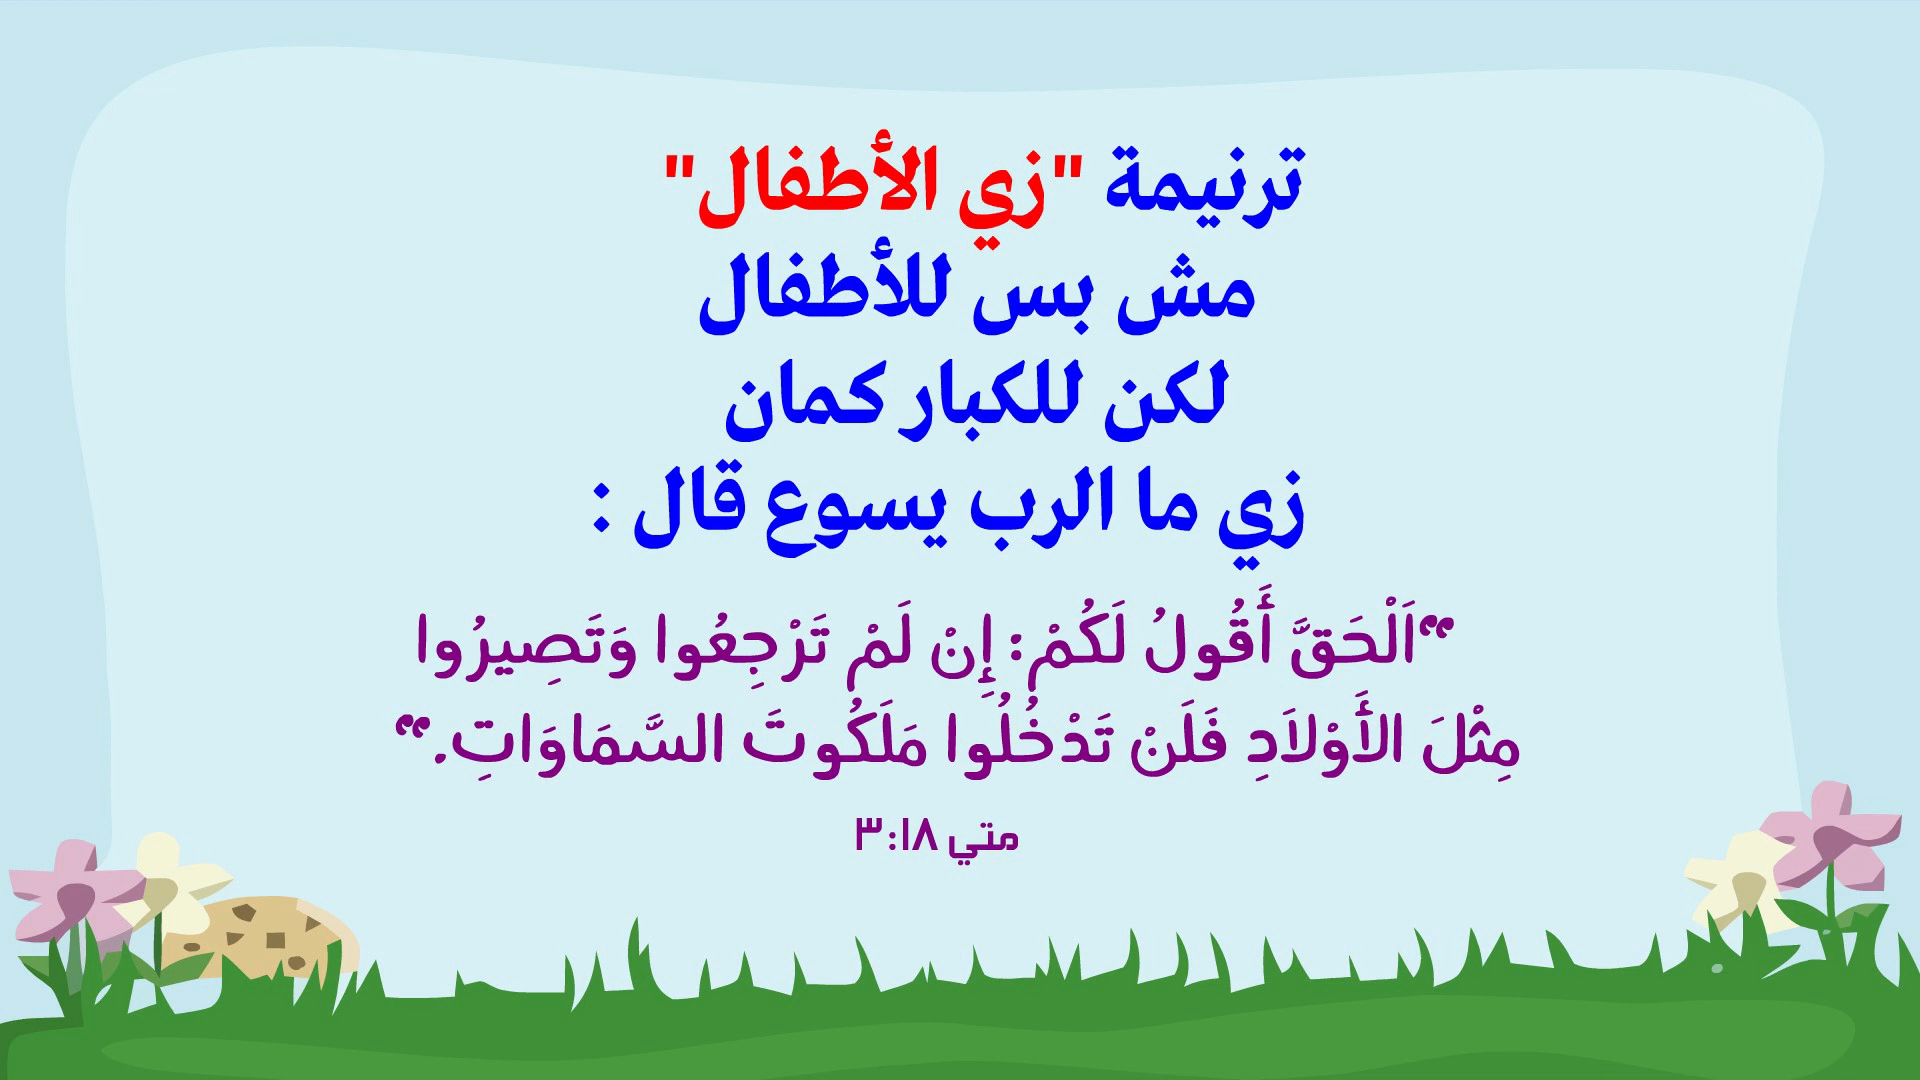 ترنيمة "زي الأطفال"
مش بس للأطفال
لكن للكبار كمان
زي ما الرب يسوع قال :
”اَلْحَقَّ أَقُولُ لَكُمْ: إِنْ لَمْ تَرْجِعُوا وَتَصِيرُوا
مِثْلَ الأَوْلاَدِ فَلَنْ تَدْخُلُوا مَلَكُوتَ السَّمَاوَاتِ.”
متي ٣:١٨